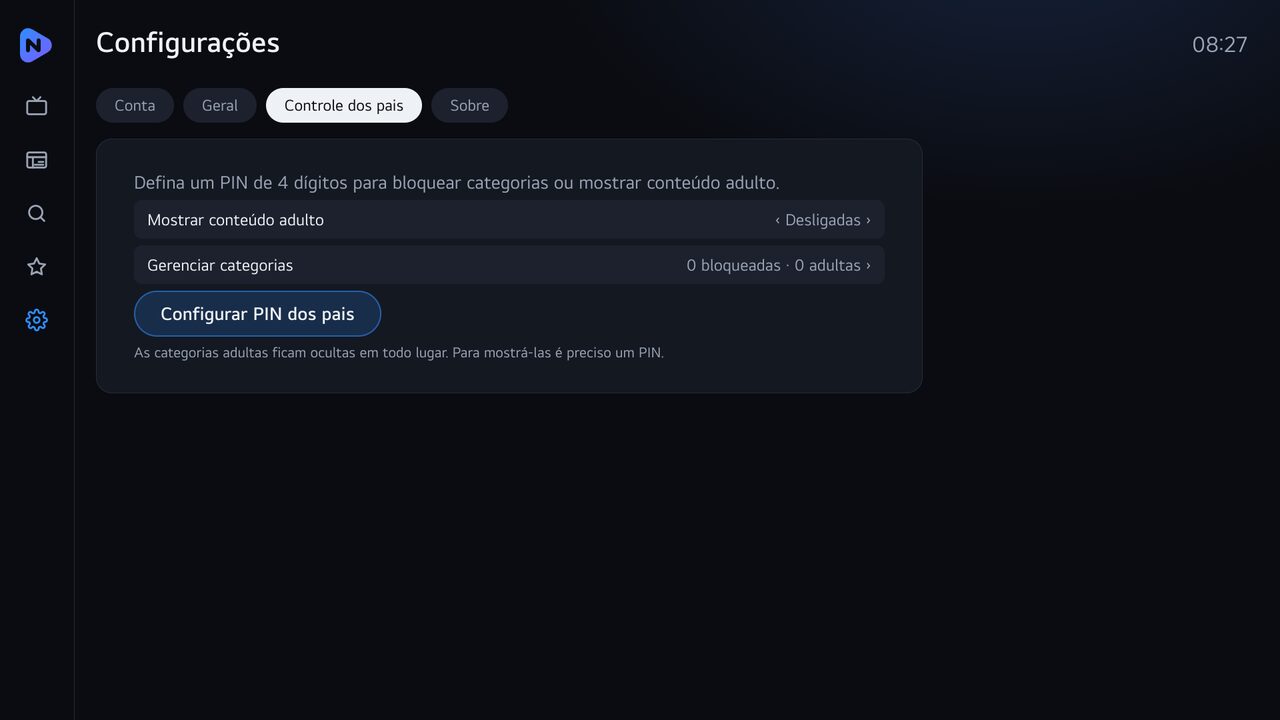 Configurações
08:27
Conta
Geral
Controle dos pais
Sobre
Defina um PIN de 4 dígitos para bloquear categorias ou mostrar conteúdo adulto.
Mostrar conteúdo adulto ‹ Desligadas ›
Gerenciar categorias 0 bloqueadas · 0 adultas ›
Configurar PIN dos pais
As categorias adultas ficam ocultas em todo lugar. Para mostrá-las é preciso um PIN.